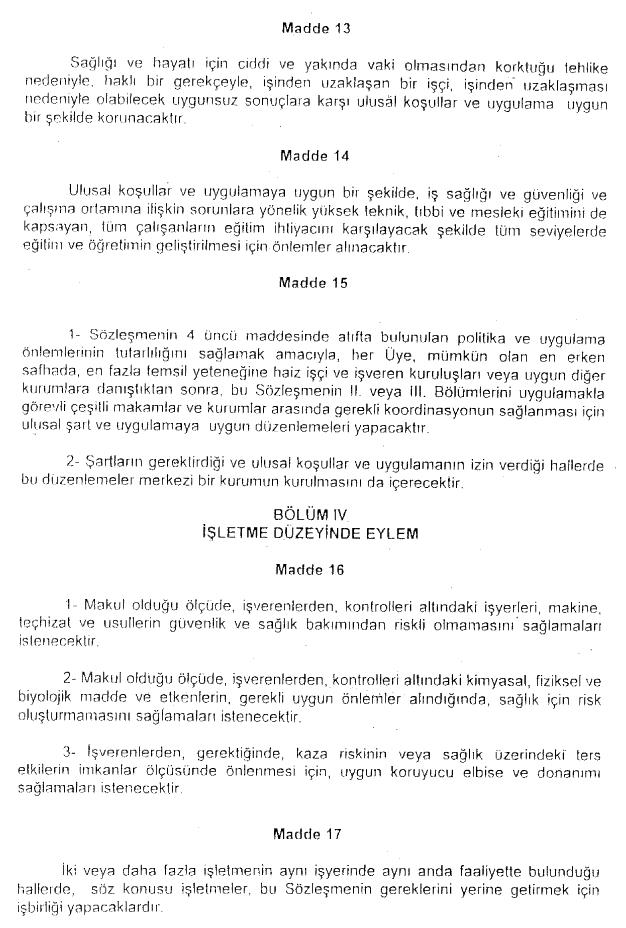 Madde 13
Sağlığı ve hayatı için ciddi ve yakında vaki olmasından korktuğu tehlike
nedeniyle, haklı bir gerekçeyle, işinden uzaklaşan bir işçi, işinden uzaklaşması
nedeniyle olabilecek uygunsuz sonuçlara karşı ulusal koşullar ve uygulama uygun
bir şekilde korunacaktır.
Madde 14
Ulusal koşullar ve uygulamaya uygun bir şekilde, iş sağlığı ve güvenliği ve
çalışma ortamına ilişkin sorunlara yönelik yüksek teknik, tıbbi ve mesleki eğitimini de
kapsayan, tüm çalışanların eğitim ihtiyacını karşılayacak şekilde tüm seviyelerde
eğitim ve öğretimin geliştirilmesi için önlemler alınacaktır.
Madde 15
1- Sözleşmenin 4 üncü maddesinde atıfta bulunulan politika ve uygulama
önlemlerinin tutarlılığını sağlamak amacıyla, her Üye, mümkün olan en erken
safhada, en fazla temsil yeteneğine haiz işçi ve işveren kuruluşları veya uygun diğer
kurumlara danıştıktan sonra, bu Sözleşmenin II. veya III. Bölümlerini uygulamakla
görevli çeşitli makamlar ve kurumlar arasında gerekli koordinasyonun sağlanması için
ulusal şart ve uygulamaya uygun düzenlemeleri yapacaktır.
2- Şartların gerektirdiği ve ulusal koşullar ve uygulamanın izin verdiği hallerde
bu düzenlemeler merkezi bir kurumun kurulmasını da içerecektir.
BÖLÜM IV
İŞLETME DÜZEYİNDE EYLEM
Madde 16
1- Makul olduğu ölçüde, işverenlerden, kontrolleri altındaki işyerleri, makine,
teçhizat ve usullerin güvenlik ve sağlık bakımından riskli olmamasını sağlamaları
istenecektir.
2- Makul olduğu ölçüde, işverenlerden, kontrolleri altındaki kimyasal, fiziksel ve
biyolojik madde ve etkenlerin, gerekli uygun önlemler alındığında, sağlık için risk
oluşturmamasını sağlamaları istenecektir.
3- İşverenlerden, gerektiğinde, kaza riskinin veya sağlık üzerindeki ters
etkilerin imkanlar ölçüsünde önlenmesi için, uygun koruyucu elbise ve donanımı
sağlamaları istenecektir.
Madde 17
İki veya daha fazla işletmenin aynı işyerinde aynı anda faaliyette bulunduğu
hallerde, söz konusu işletmeler, bu Sözleşmenin gereklerini yerine getirmek için
işbirliği yapacaklardır.